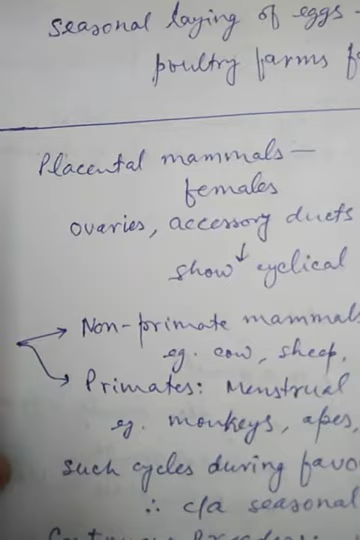 seasonal laying of eggs -
poultry farms
Placental mammals —
females
ovaries, accessory ducts
↓
show cyclical
→ Non-primate mammals
eg. cow, sheep,
→ Primates: Menstrual
eg. monkeys, apes,
such cycles during
∴ c/a seasonal